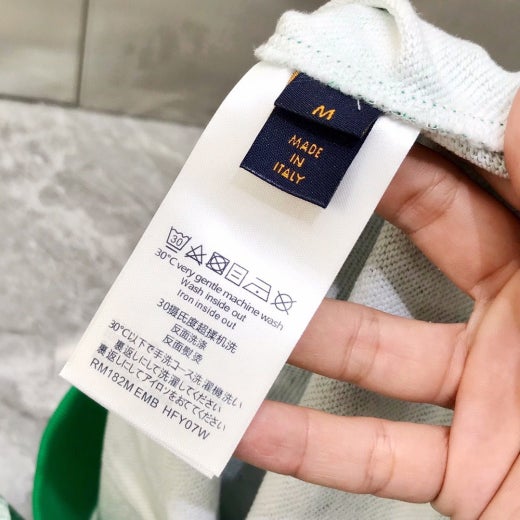 M
MADE
IN
ITALY
30
30°C very gentle machine wash
Wash inside out
Iron inside out
30摄氏度超揉机洗
反面洗涤
反面製烫
30°C以下で手洗コース洗濯機洗い
裏返しにして洗濯してください
裏返しにしてアイロンをおてください
RM182M EMB HFY07W